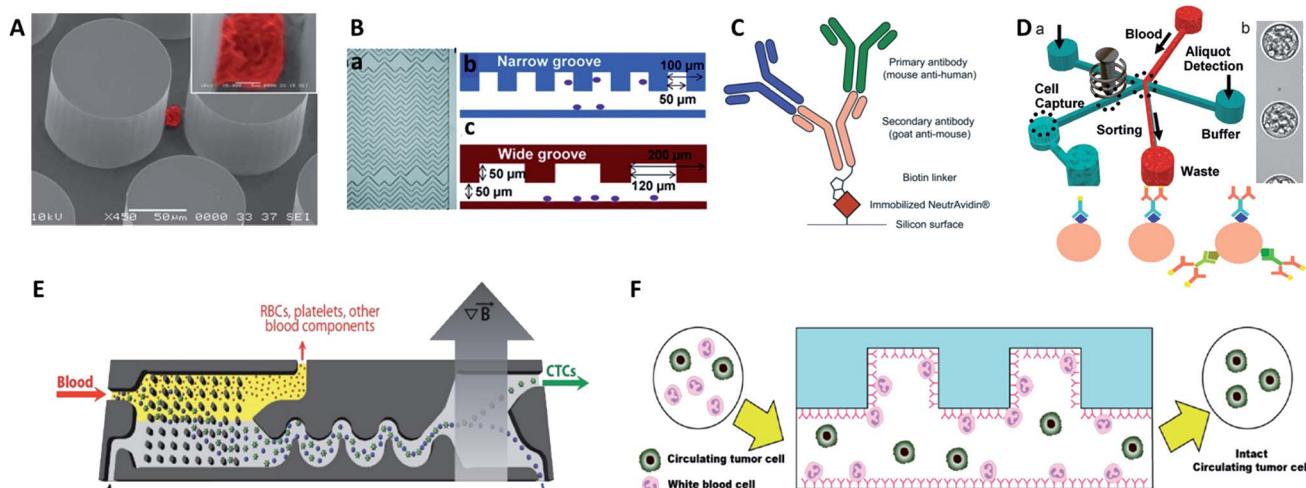 A
10kV X450 50µm 0000 33 37 SEI
B
a
b
Narrow groove
100 µm
50 µm
c
Wide groove
200 µm
50 µm
50 µm
120 µm
C
Primary antibody
(mouse anti-human)
Secondary antibody
(goat anti-mouse)
Biotin linker
Immobilized NeutrAvidin®
Silicon surface
D
a
b
Blood
Aliquot
Detection
Cell
Capture
Sorting
Buffer
Waste
E
RBCs, platelets, other
blood components
Blood
▽B
CTCs
F
Circulating tumor cell
White blood cell
Intact
Circulating tumor cel